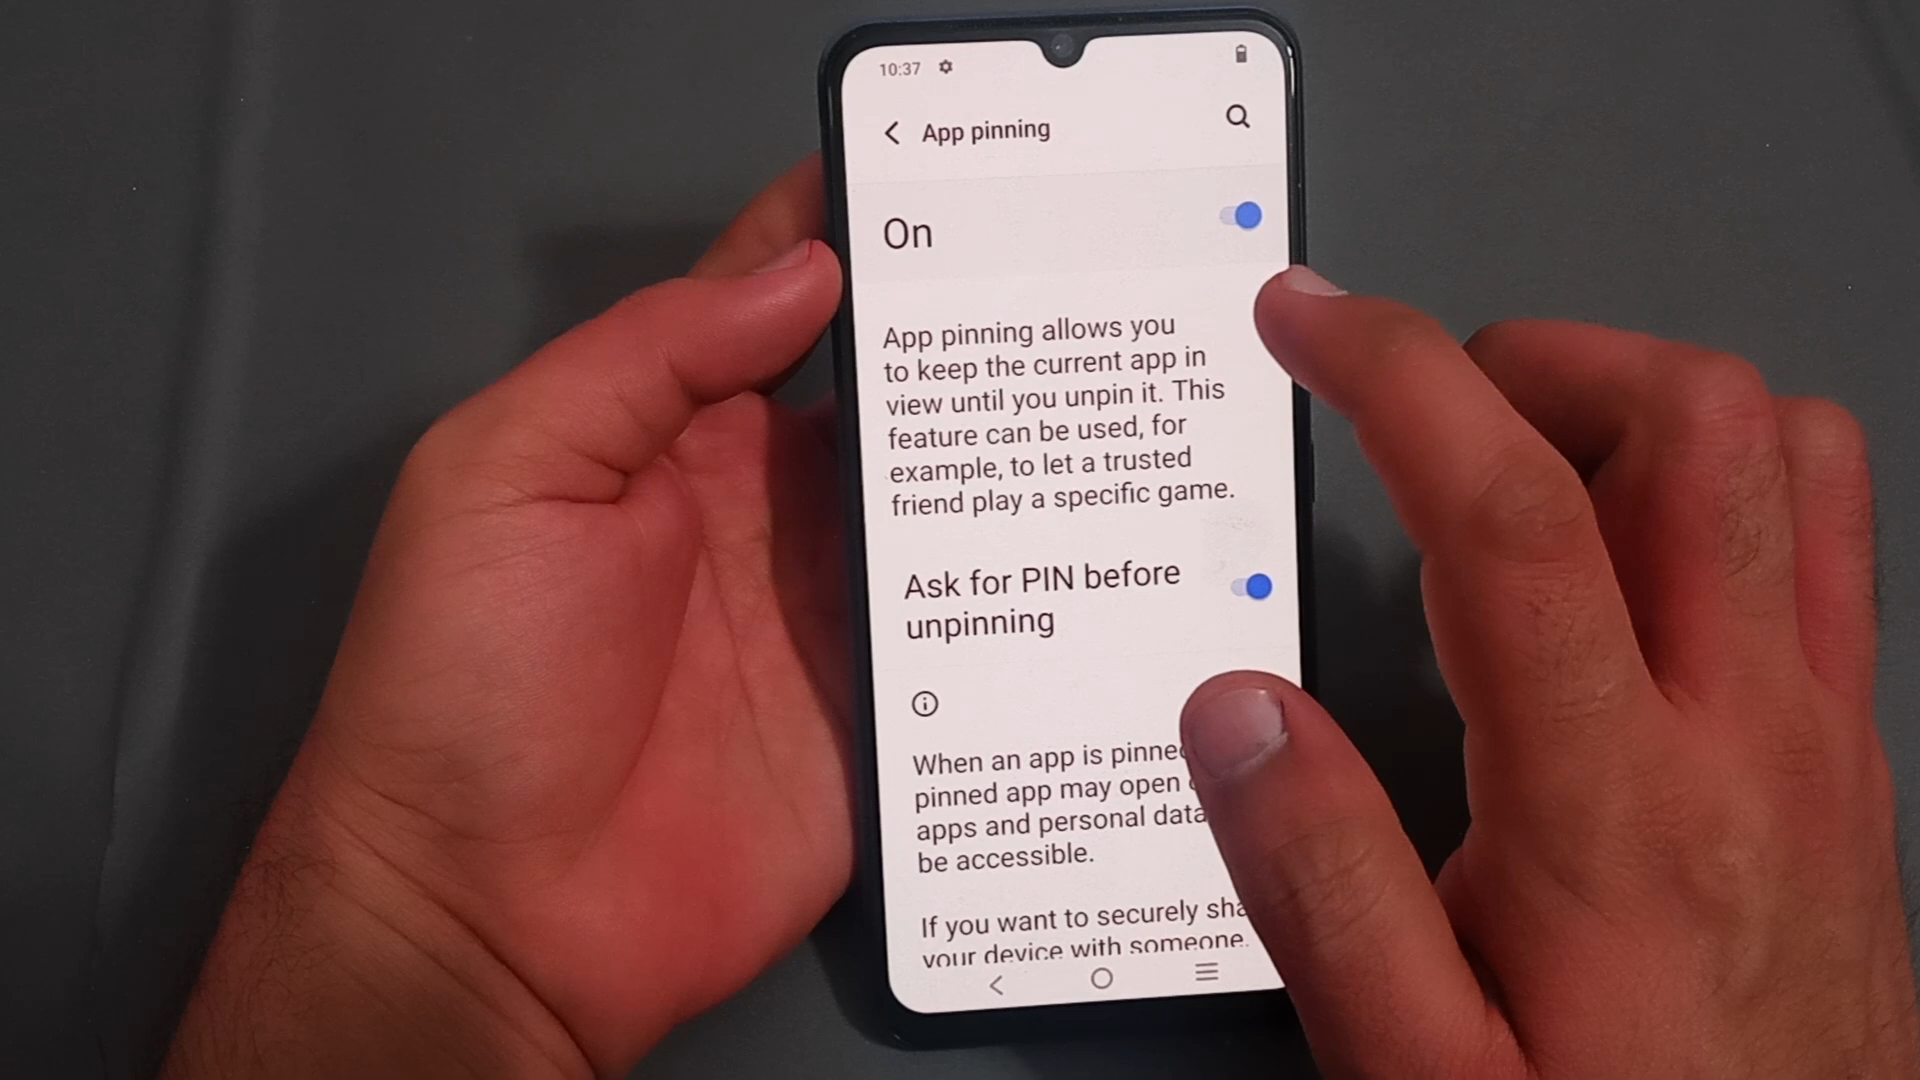 10:37
App pinning
On
App pinning allows you
to keep the current app in
view until you unpin it. This
feature can be used, for
example, to let a trusted
friend play a specific game.
Ask for PIN before
unpinning
When an app is pinned
pinned app may open
apps and personal data
be accessible.
If you want to securely
your device with someone.